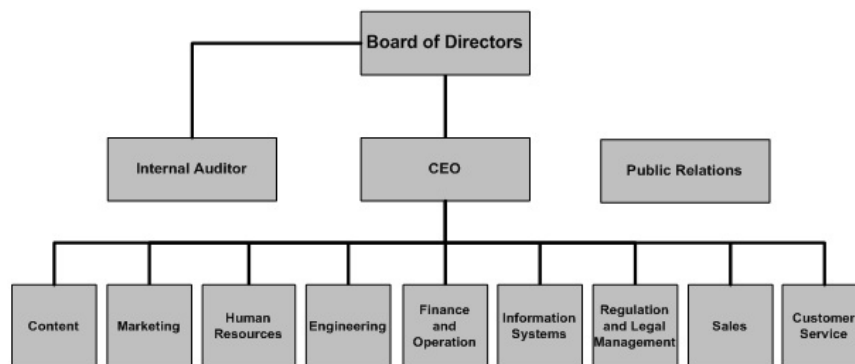 Board of Directors
Internal Auditor
CEO
Public Relations
Content
Marketing
Human
Resources
Engineering
Finance
and
Operation
Information
Systems
Regulation
and Legal
Management
Sales
Customer
Service